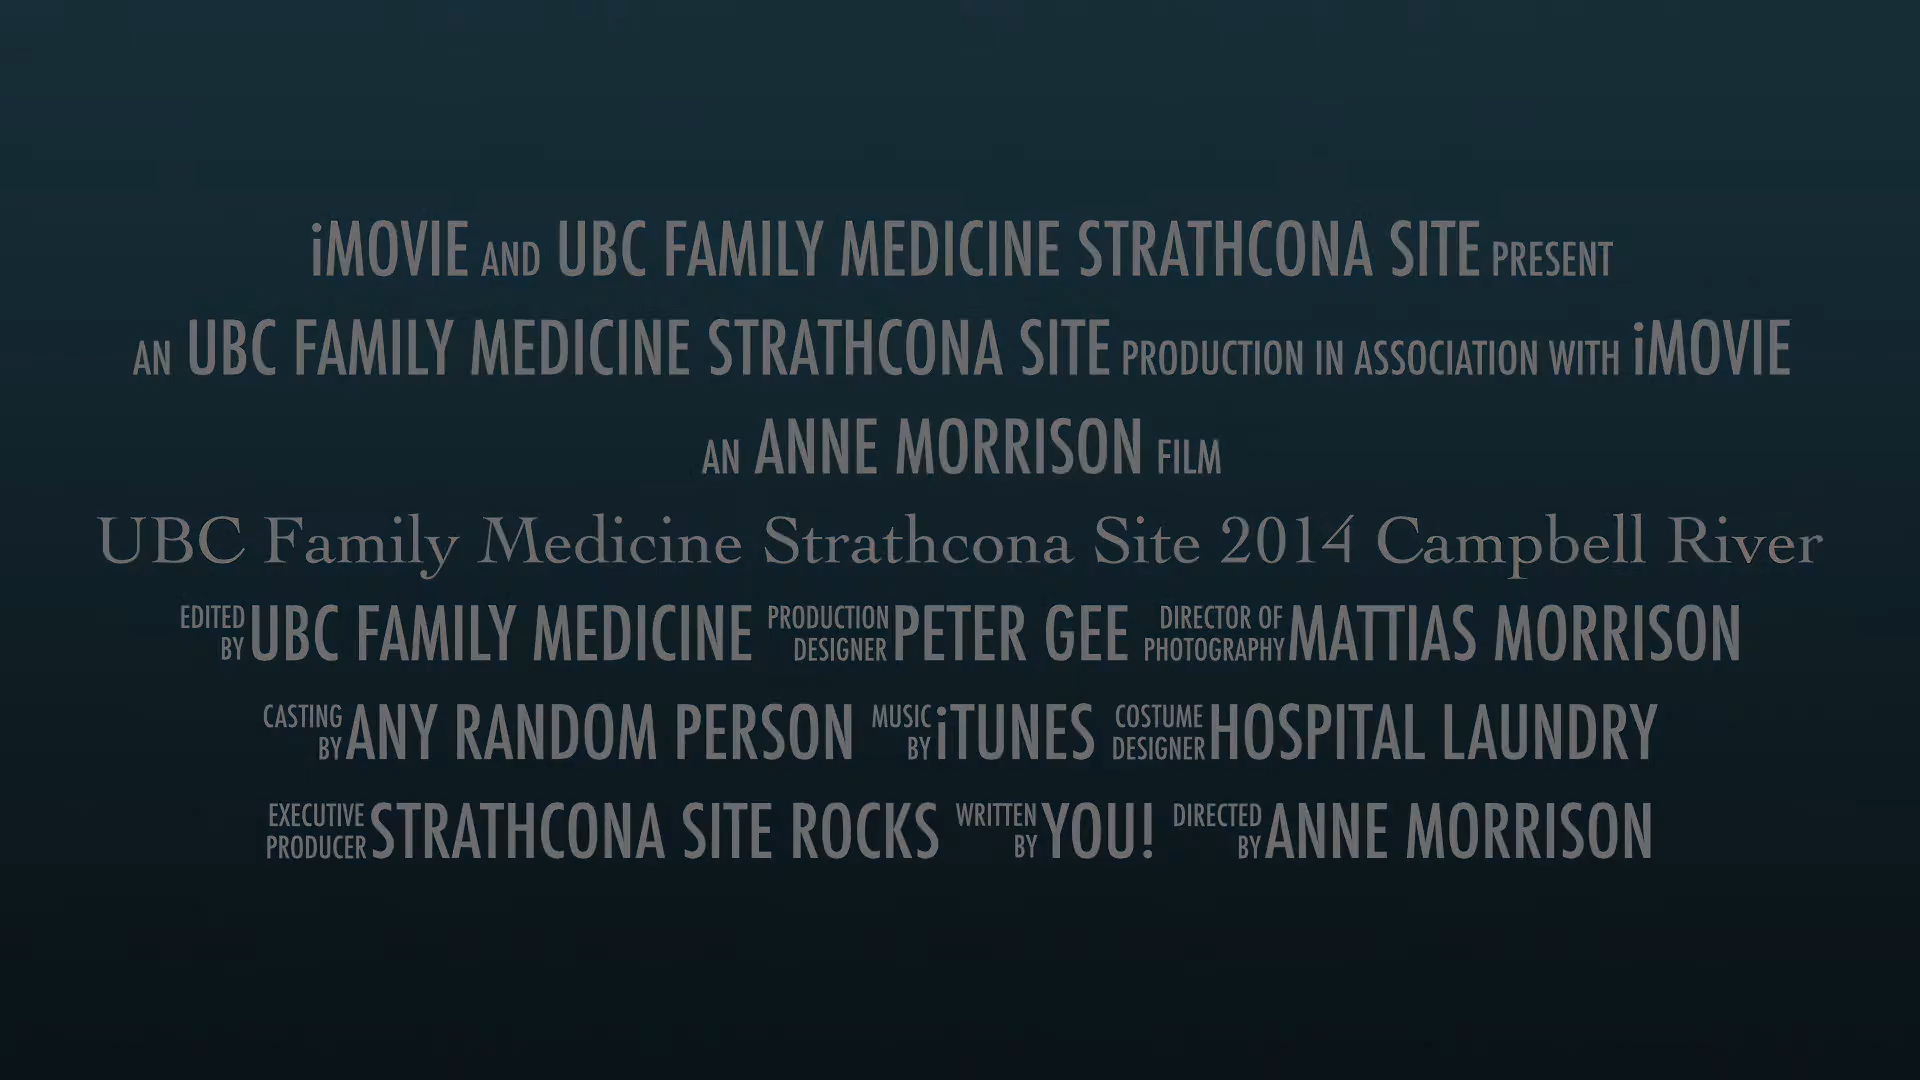 iMOVIE AND UBC FAMILY MEDICINE STRATHCONA SITE PRESENT
AN UBC FAMILY MEDICINE STRATHCONA SITE PRODUCTION IN ASSOCIATION WITH iMOVIE
AN ANNE MORRISON FILM
UBC Family Medicine Strathcona Site 2014 Campbell River
EDITED BY UBC FAMILY MEDICINE PRODUCTION DESIGNER PETER GEE DIRECTOR OF PHOTOGRAPHY MATTIAS MORRISON
CASTING BY ANY RANDOM PERSON MUSIC BY iTUNES COSTUME DESIGNER HOSPITAL LAUNDRY
EXECUTIVE PRODUCER STRATHCONA SITE ROCKS WRITTEN BY YOU! DIRECTED BY ANNE MORRISON